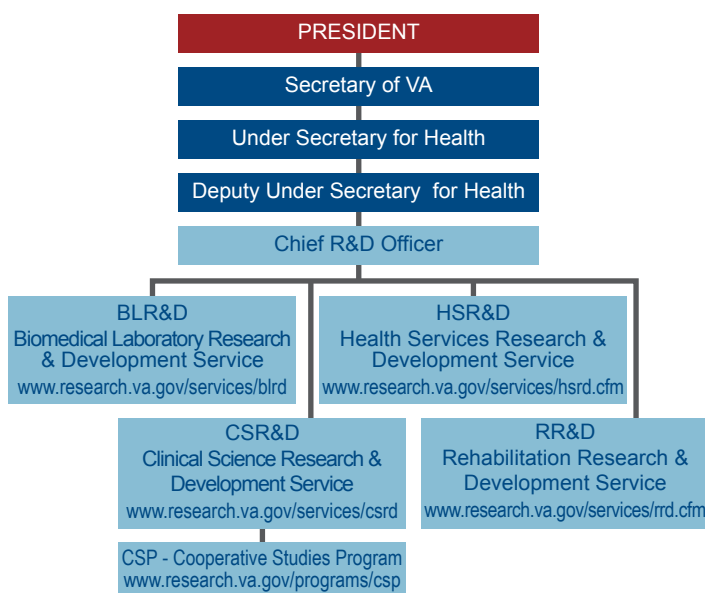 PRESIDENT
Secretary of VA
Under Secretary for Health
Deputy Under Secretary for Health
Chief R&D Officer
BLR&D
Biomedical Laboratory Research
& Development Service
www.research.va.gov/services/blrd
HSR&D
Health Services Research &
Development Service
www.research.va.gov/services/hsrd.cfm
CSR&D
Clinical Science Research &
Development Service
www.research.va.gov/services/csrd
RR&D
Rehabilitation Research &
Development Service
www.research.va.gov/services/rrd.cfm
CSP - Cooperative Studies Program
www.research.va.gov/programs/csp